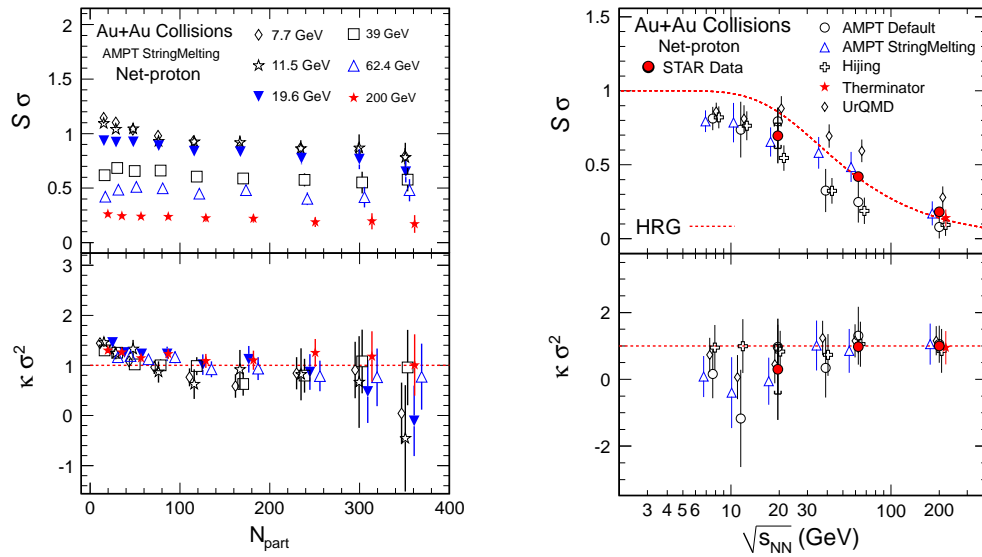 Au+Au Collisions
AMPT StringMelting
Net-proton
7.7 GeV
11.5 GeV
19.6 GeV
39 GeV
62.4 GeV
200 GeV
S σ
2
1.5
1
0.5
0
κ σ²
3
2
1
0
-1
0 100 200 300 400
N_part
Au+Au Collisions
Net-proton
STAR Data
AMPT Default
AMPT StringMelting
Hijing
Therminator
UrQMD
HRG
S σ
1.5
1
0.5
0
κ σ²
4
2
0
-2
2 3 4 5 6 10 20 30 100 200
√s_NN (GeV)